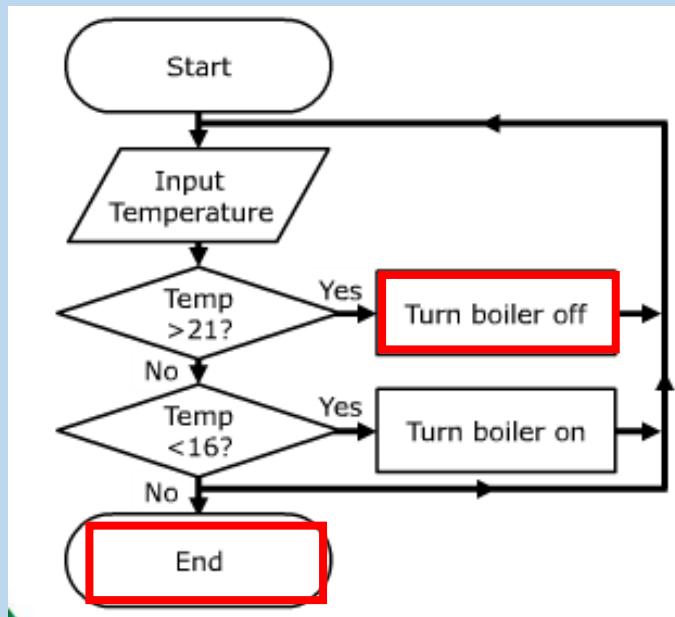 Start
Input
Temperature
Temp
>21?
Yes
Turn boiler off
No
Temp
<16?
Yes
Turn boiler on
No
End